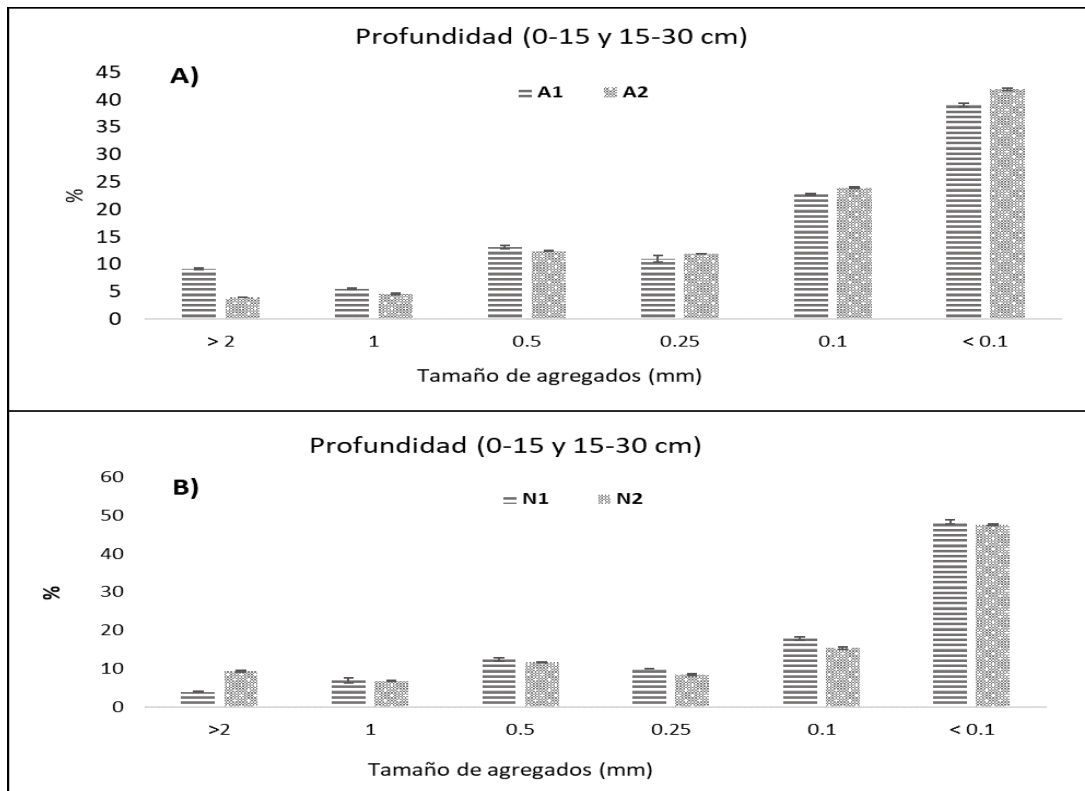 Profundidad (0-15 y 15-30 cm)
A)
A1 A2
45
40
35
30
25
20
15
10
5
0
%
> 2 1 0.5 0.25 0.1 < 0.1
Tamaño de agregados (mm)
Profundidad (0-15 y 15-30 cm)
B)
N1 N2
60
50
40
30
20
10
0
%
>2 1 0.5 0.25 0.1 < 0.1
Tamaño de agregados (mm)